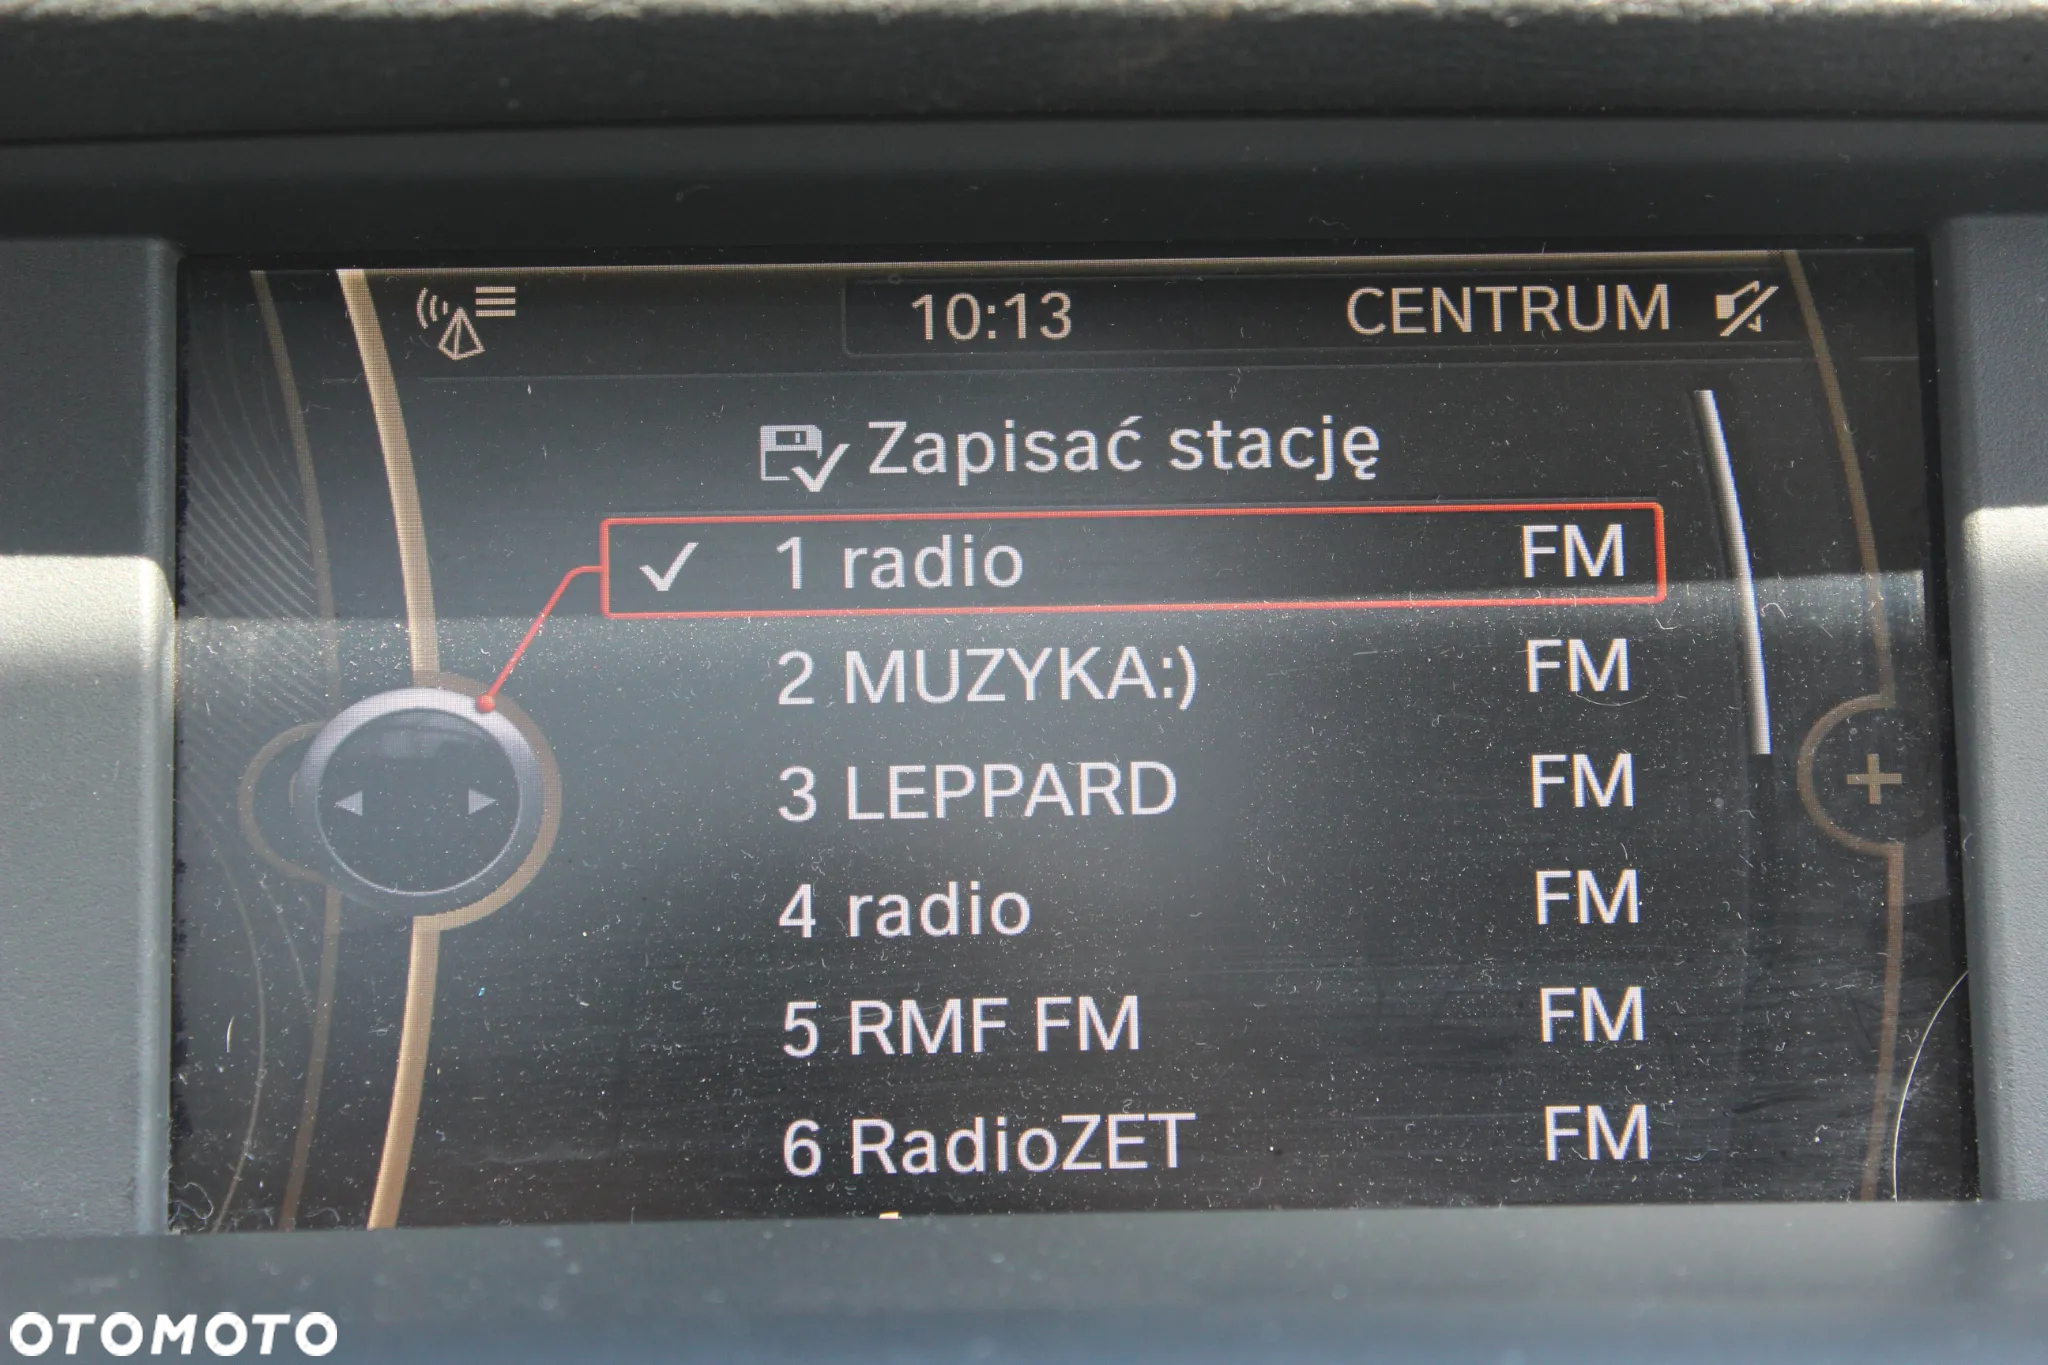 10:13 CENTRUM
Zapisać stację
1 radio FM
2 MUZYKA:) FM
3 LEPPARD FM
4 radio FM
5 RMF FM FM
6 RadioZET FM
OTOMOTO